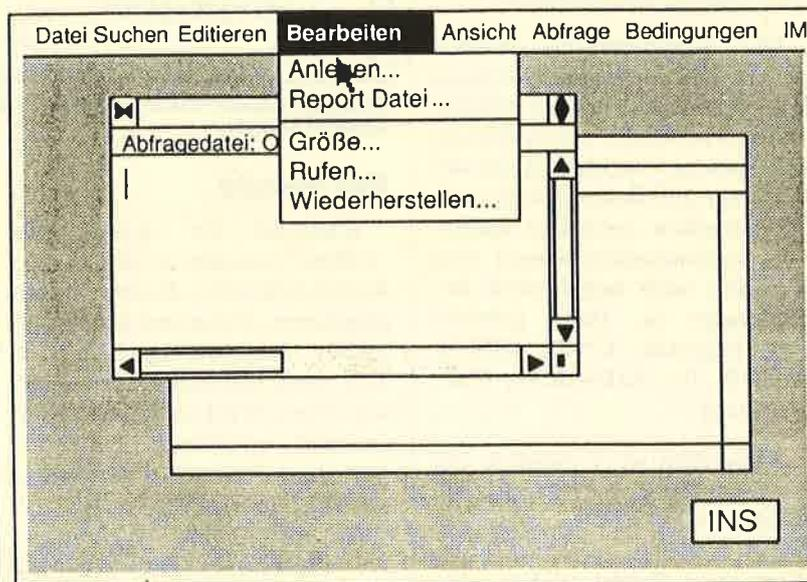 Datei Suchen Editieren Bearbeiten Ansicht Abfrage Bedingungen IM
Anlegen...
Report Datei...
Abfragedatei: O
Größe...
Rufen...
Wiederherstellen...
INS